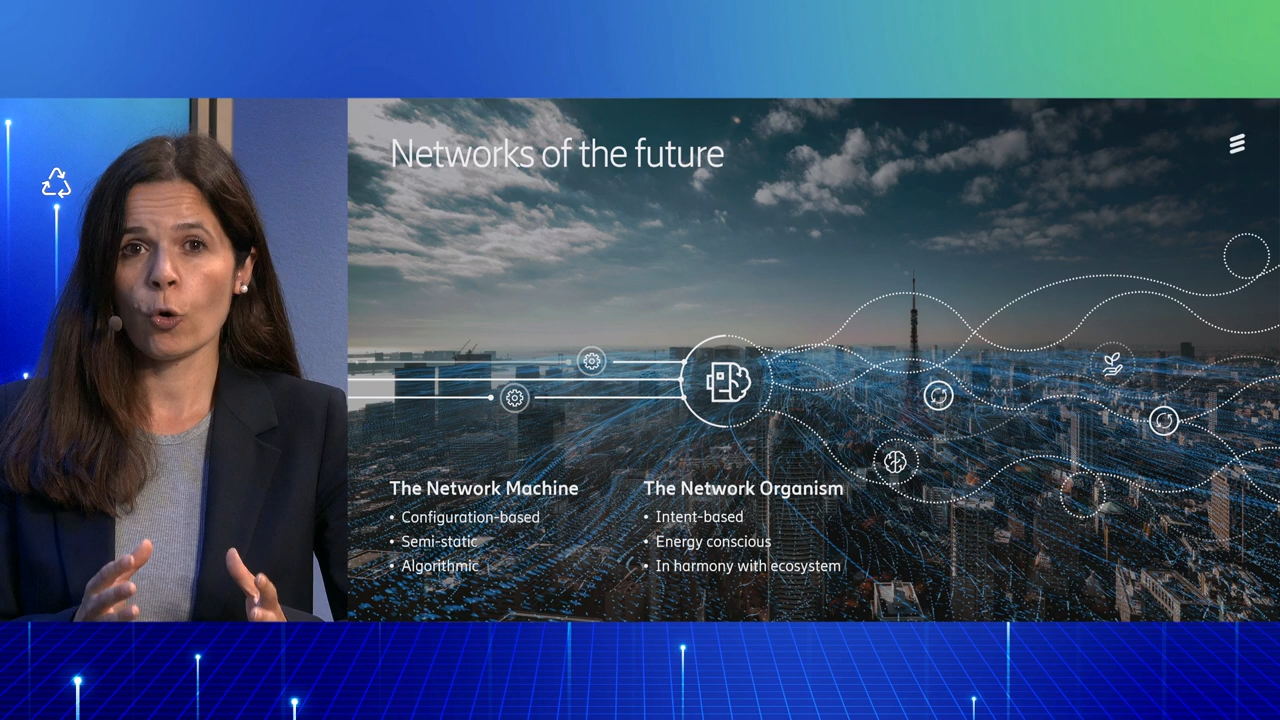 Networks of the future
The Network Machine
• Configuration-based
• Semi-static
• Algorithmic
The Network Organism
• Intent-based
• Energy conscious
• In harmony with ecosystem